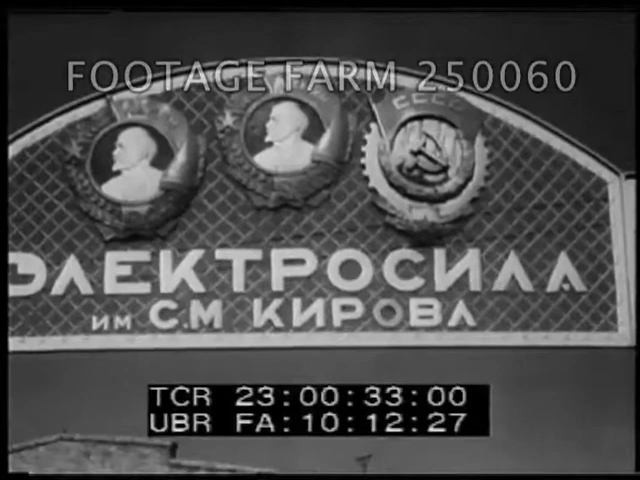 FOOTAGE FARM 250060
СССР
ЭЛЕКТРОСИЛА
ИМ С.М КИРОВА
TCR 23:00:33:00
UBR FA:10:12:27